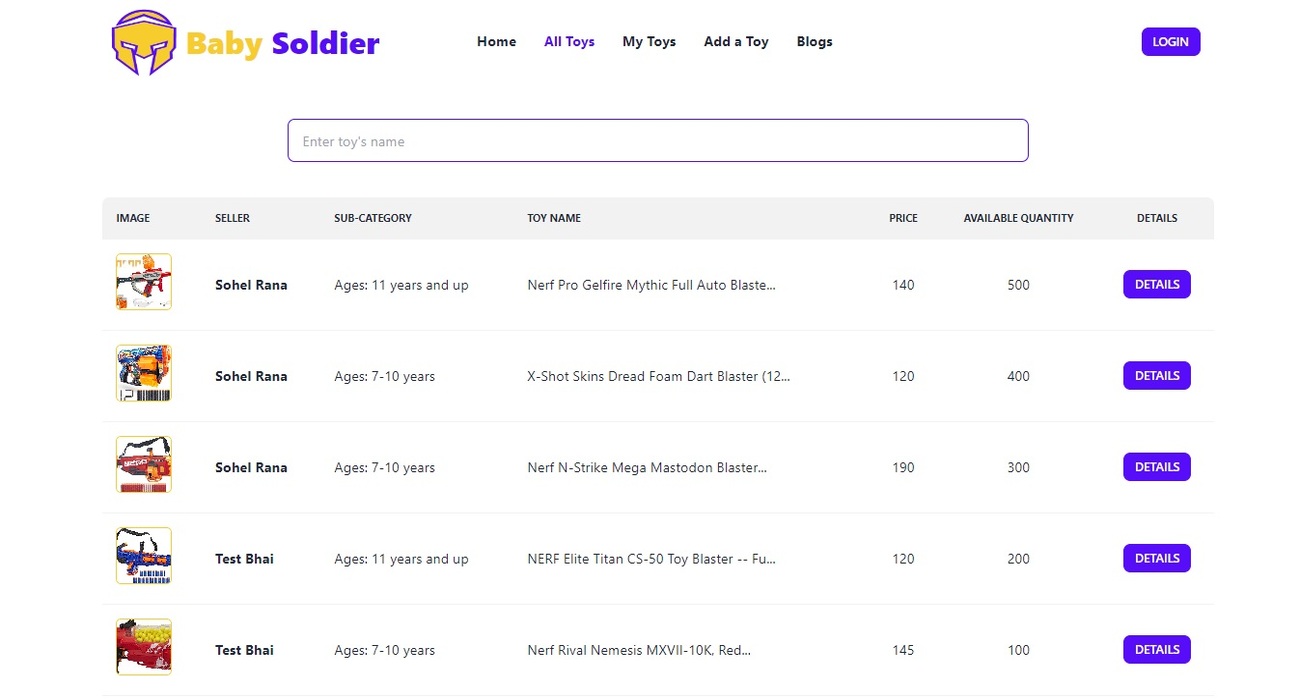 Baby Soldier
Home All Toys My Toys Add a Toy Blogs
LOGIN
Enter toy's name
IMAGE SELLER SUB-CATEGORY TOY NAME PRICE AVAILABLE QUANTITY DETAILS
Sohel Rana Ages: 11 years and up Nerf Pro Gelfire Mythic Full Auto Blaste... 140 500 DETAILS
Sohel Rana Ages: 7-10 years X-Shot Skins Dread Foam Dart Blaster (12... 120 400 DETAILS
Sohel Rana Ages: 7-10 years Nerf N-Strike Mega Mastodon Blaster... 190 300 DETAILS
Test Bhai Ages: 11 years and up NERF Elite Titan CS-50 Toy Blaster -- Fu... 120 200 DETAILS
Test Bhai Ages: 7-10 years Nerf Rival Nemesis MXVII-10K, Red... 145 100 DETAILS